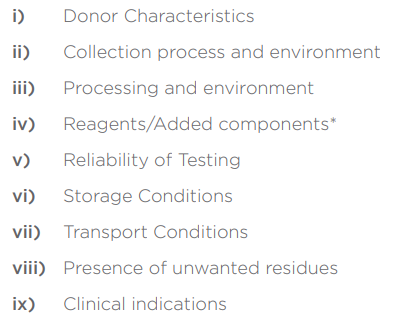 i) Donor Characteristics
ii) Collection process and environment
iii) Processing and environment
iv) Reagents/Added components*
v) Reliability of Testing
vi) Storage Conditions
vii) Transport Conditions
viii) Presence of unwanted residues
ix) Clinical indications